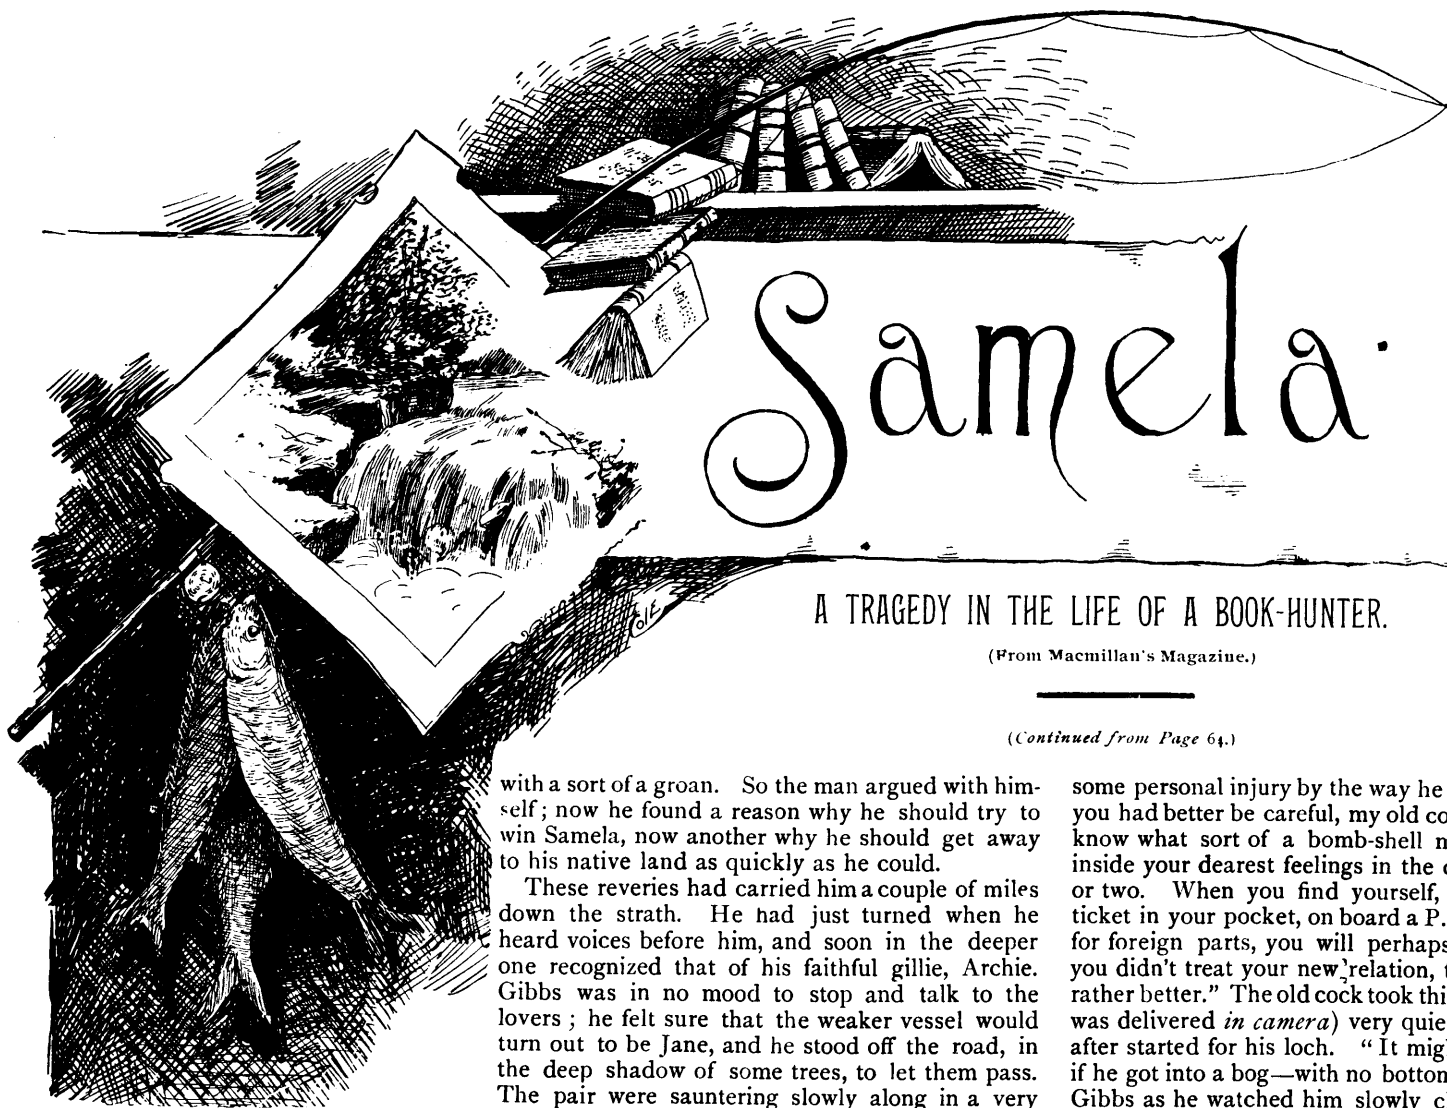 Samela.
A TRAGEDY IN THE LIFE OF A BOOK-HUNTER.
(From Macmillan's Magazine.)
(Continued from Page 64.)
with a sort of a groan. So the man argued with him-
self; now he found a reason why he should try to
win Samela, now another why he should get away
to his native land as quickly as he could.
These reveries had carried him a couple of miles
down the strath. He had just turned when he
heard voices before him, and soon in the deeper
one recognized that of his faithful gillie, Archie.
Gibbs was in no mood to stop and talk to the
lovers; he felt sure that the weaker vessel would
turn out to be Jane, and he stood off the road, in
the deep shadow of some trees, to let them pass.
The pair were sauntering slowly along in a very
some personal injury by the way he
you had better be careful, my old
know what sort of a bomb-shell
inside your dearest feelings in the
or two. When you find yourself,
ticket in your pocket, on board a P.
for foreign parts, you will perhaps
you didn't treat your new relation,
rather better." The old cock took
was delivered in camera) very
after started for his loch. "It
if he got into a bog—with no bottom
Gibbs as he watched him slowly